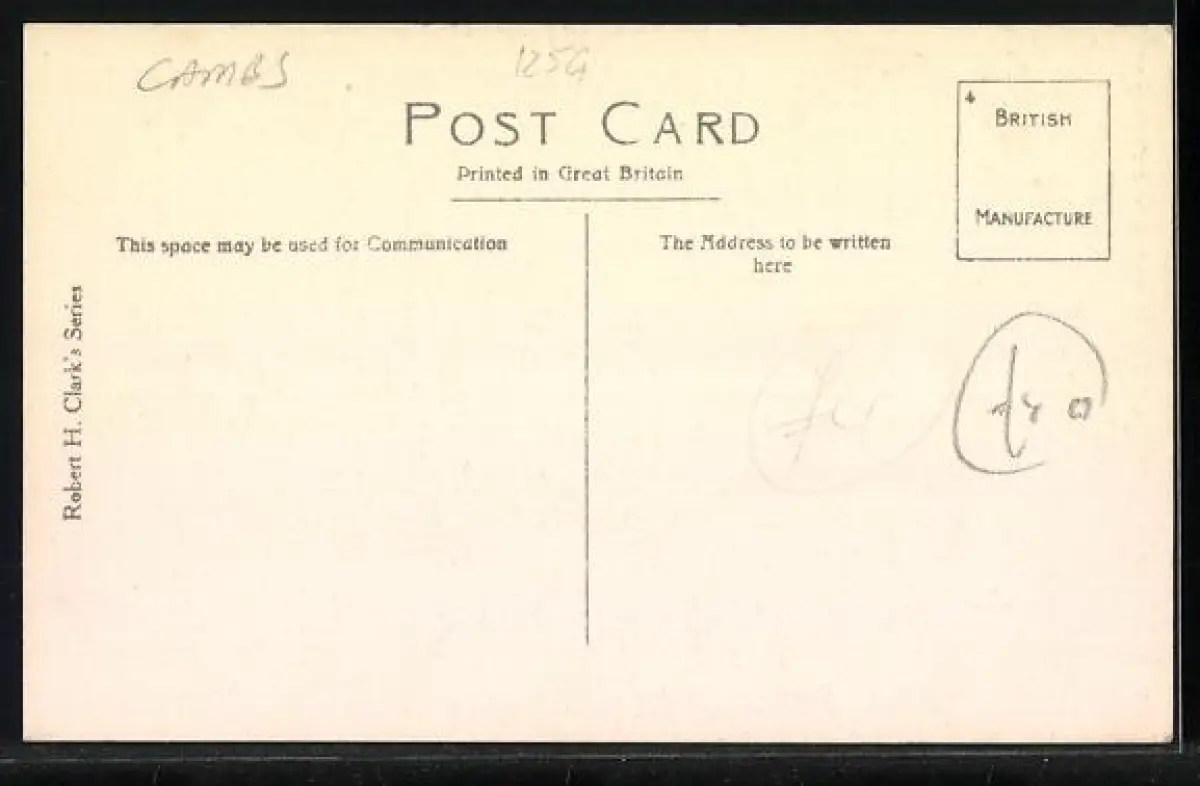 CAMBS
125G
POST CARD
Printed in Great Britain
4
BRITISH
MANUFACTURE
This space may be used for Communication
The Address to be written
here
Robert H. Clark's Series